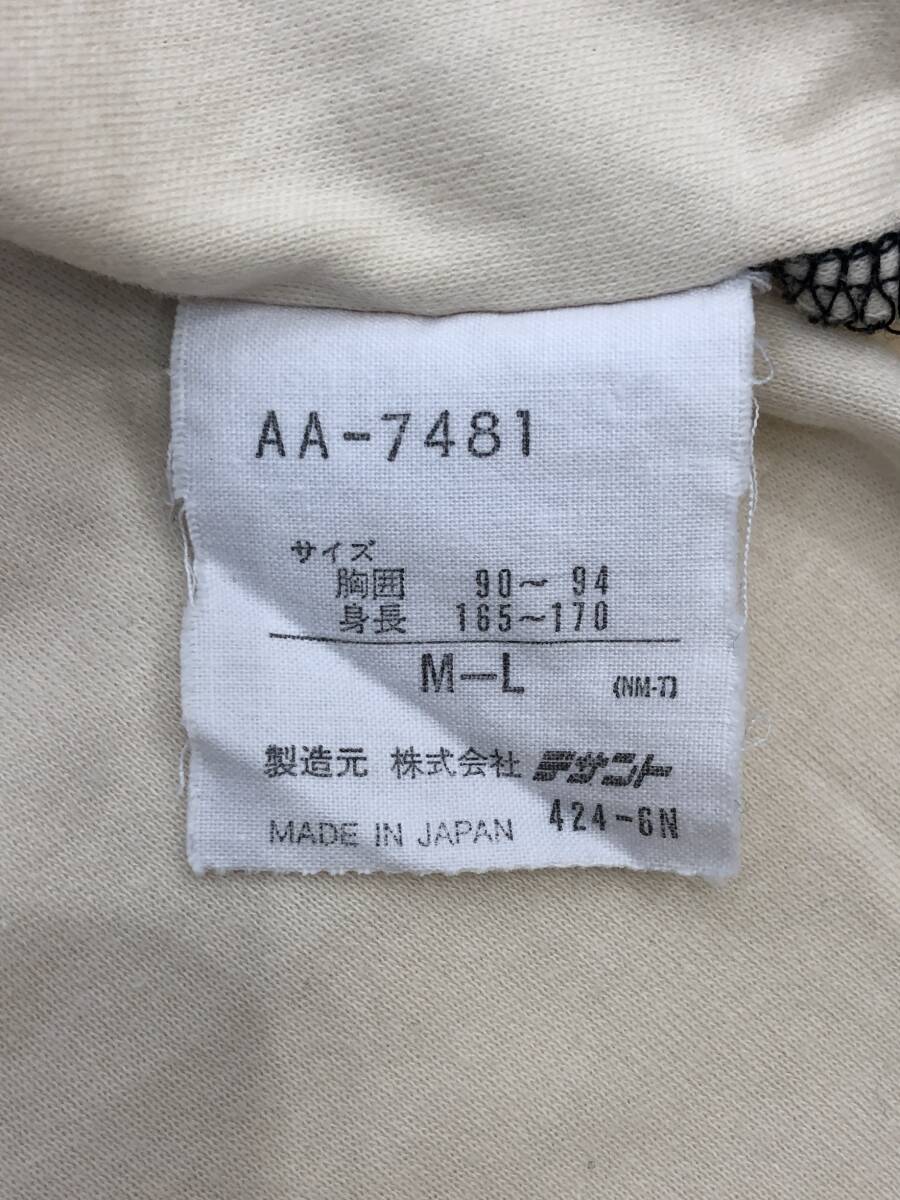 AA-7481
サイズ
胸囲 90～94
身長 165～170
M—L (NM-7)
製造元 株式会社 デサント
MADE IN JAPAN 424-6N